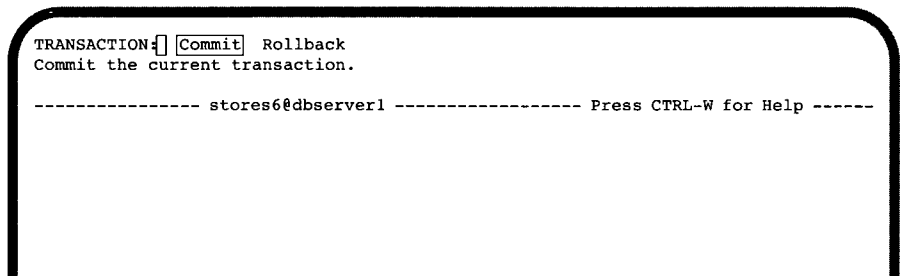 TRANSACTION: Commit Rollback
Commit the current transaction.
---------------- stores6@dbserver1 ------------------ Press CTRL-W for Help ------